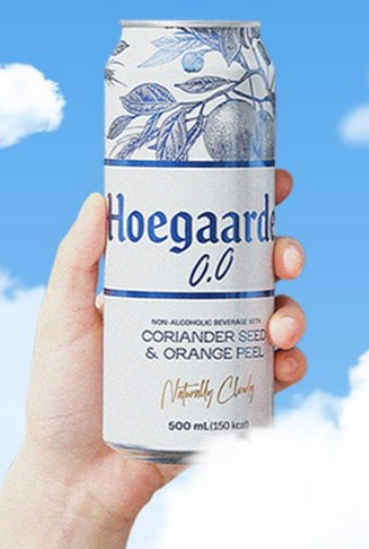 Hoegaarde
0.0
NON-ALCOHOLIC BEVERAGE WITH
CORIANDER SEED
& ORANGE PEEL
Naturally Cloudy
500 mL(150 kcal)